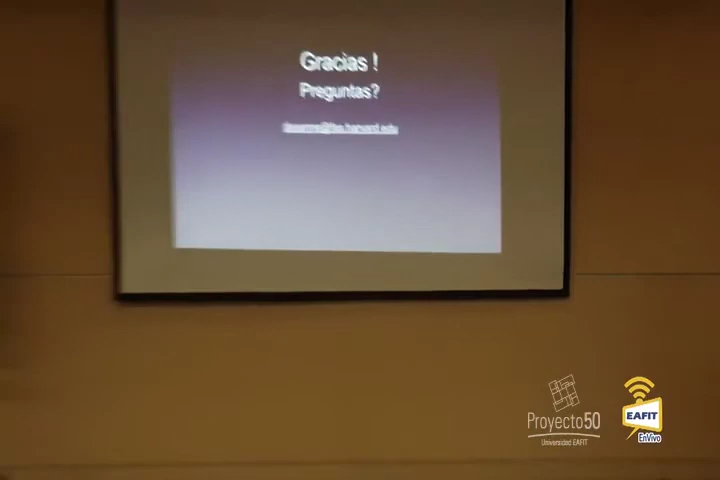 Gracias !
Preguntas?
Proyecto50
Universidad EAFIT
EAFIT
EnVivo